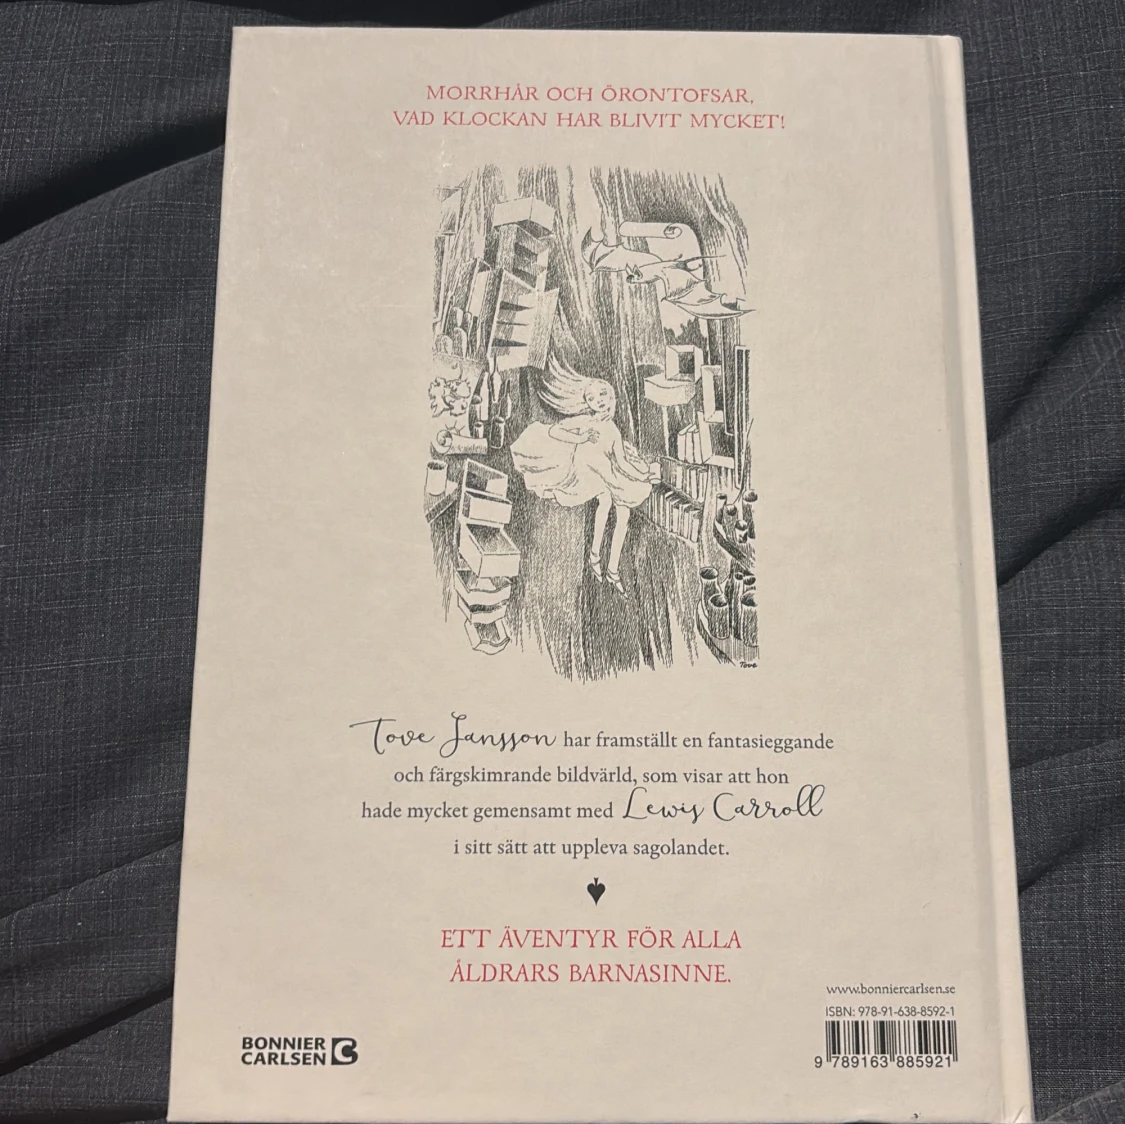 MORRHÅR OCH ÖRONTOFSAR,
VAD KLOCKAN HAR BLIVIT MYCKET!
Tove
Tove Jansson har framställt en fantasieggande
och färgskimrande bildvärld, som visar att hon
hade mycket gemensamt med Lewis Carroll
i sitt sätt att uppleva sagolandet.
ETT ÄVENTYR FÖR ALLA
ÅLDRARS BARNASINNE.
www.bonniercarlsen.se
ISBN: 978-91-638-8592-1
9 789163 885921
BONNIER
CARLSEN